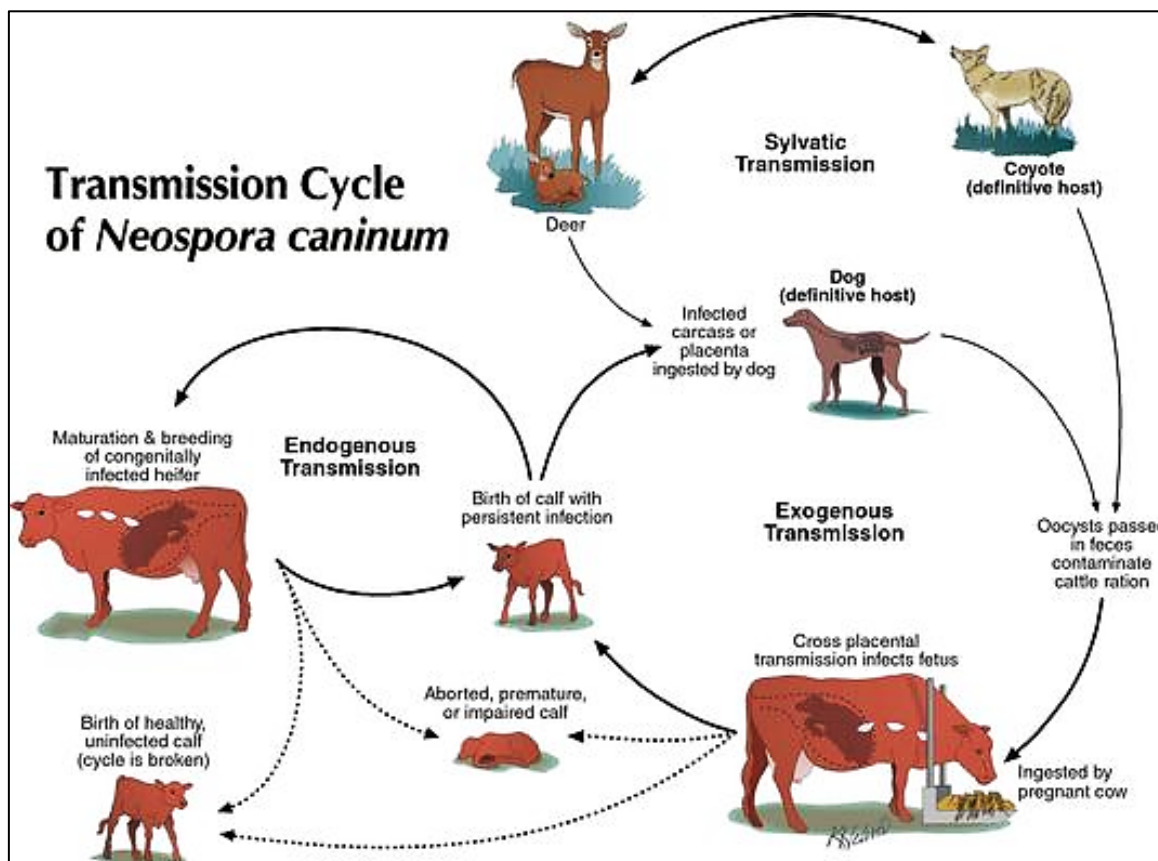 Transmission Cycle
of Neospora caninum
Sylvatic
Transmission
Coyote
(definitive host)
Deer
Dog
(definitive host)
Infected
carcass or
placenta
ingested by dog
Maturation & breeding
of congenitally
infected heifer
Endogenous
Transmission
Birth of calf with
persistent infection
Exogenous
Transmission
Oocysts passed
in feces
contaminate
cattle ration
Cross placental
transmission infects fetus
Aborted, premature,
or impaired calf
Birth of healthy,
uninfected calf
(cycle is broken)
Ingested by
pregnant cow